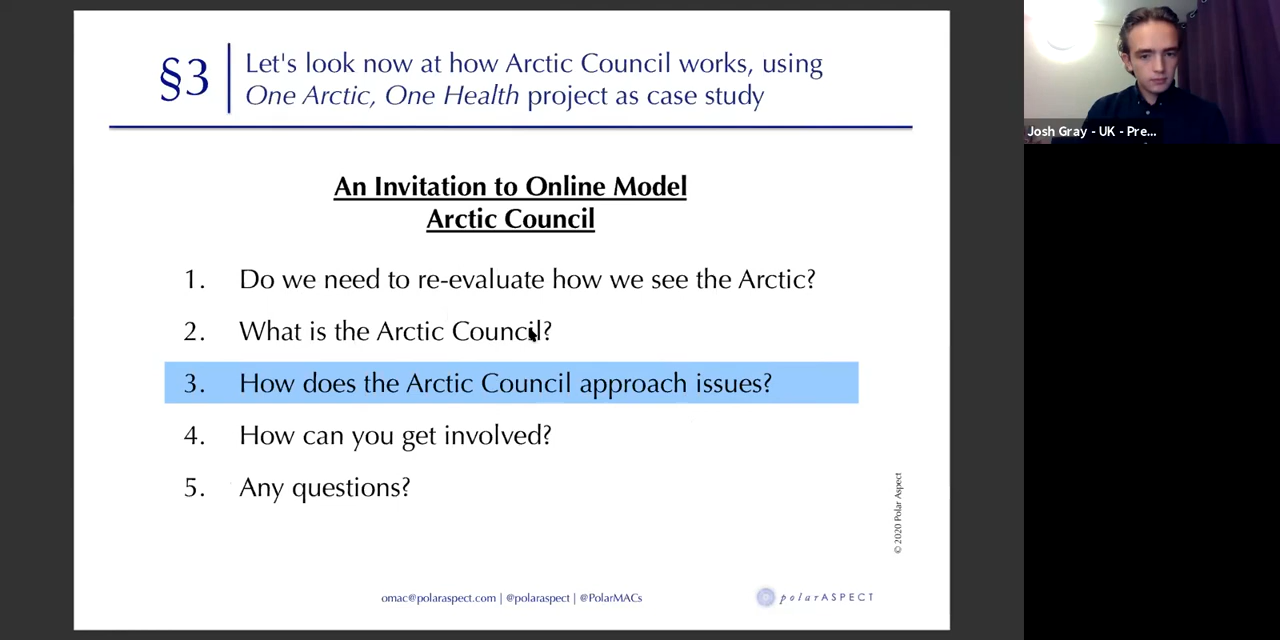 §3
Let's look now at how Arctic Council works, using
One Arctic, One Health project as case study
An Invitation to Online Model
Arctic Council
1. Do we need to re-evaluate how we see the Arctic?
2. What is the Arctic Council?
3. How does the Arctic Council approach issues?
4. How can you get involved?
5. Any questions?
© 2020 Polar Aspect
omac@polaraspect.com | @polaraspect | @PolarMACs
polarASPECT
Josh Gray - UK - Pre...